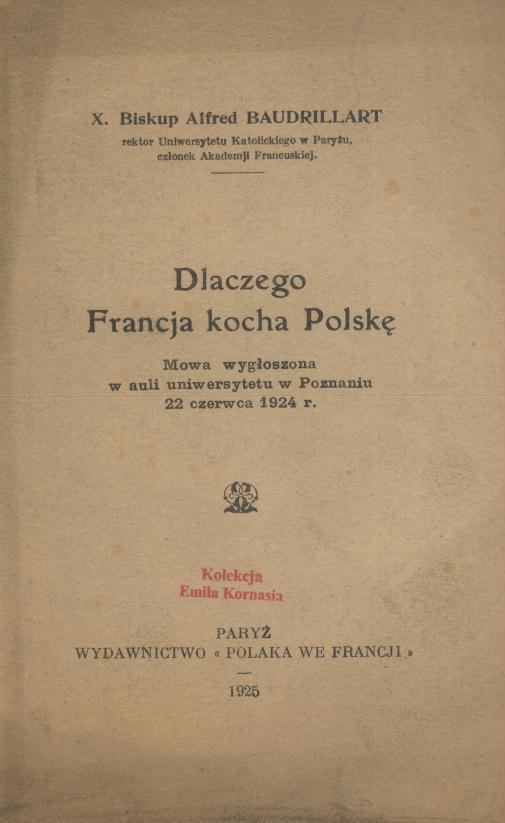 X. Biskup Alfred BAUDRILLART
rektor Uniwersytetu Katolickiego w Paryżu,
członek Akademji Francuskiej.
Dlaczego
Francja kocha Polskę
Mowa wygłoszona
w auli uniwersytetu w Poznaniu
22 czerwca 1924 r.
Kolekcja
Emila Kornasia
PARYŻ
WYDAWNICTWO « POLAKA WE FRANCJI »
1925